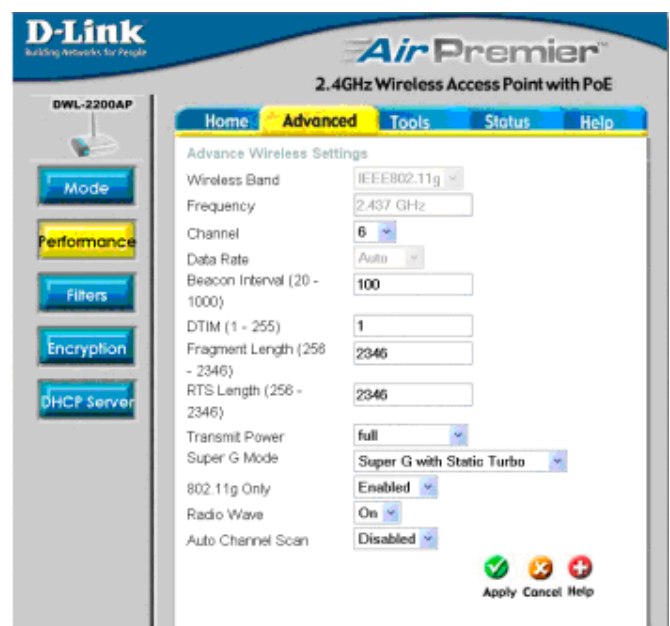 D-Link
Building Networks for People
Air Premier™
2.4GHz Wireless Access Point with PoE
DWL-2200AP
Home Advanced Tools Status Help
Mode
Performance
Filters
Encryption
DHCP Server
Advance Wireless Settings
Wireless Band IEEE802.11g
Frequency 2.437 GHz
Channel 6
Data Rate Auto
Beacon Interval (20 -
1000) 100
DTIM (1 - 255) 1
Fragment Length (256
- 2346) 2346
RTS Length (256 -
2346) 2346
Transmit Power full
Super G Mode Super G with Static Turbo
802.11g Only Enabled
Radio Wave On
Auto Channel Scan Disabled
Apply Cancel Help